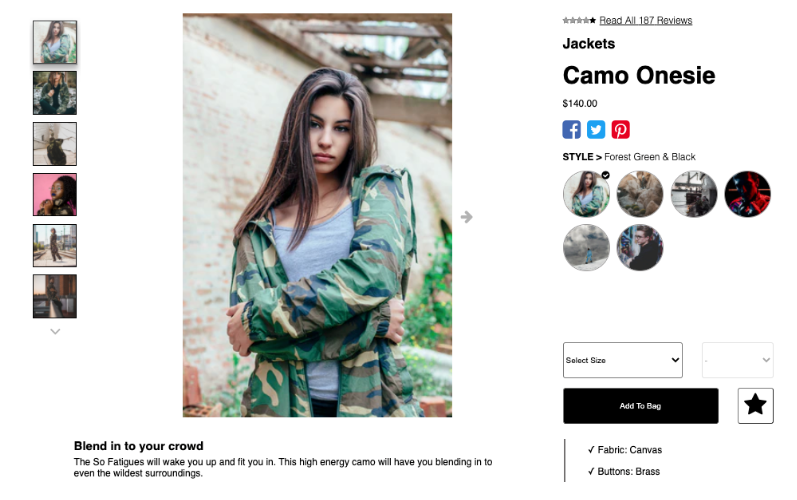 Read All 187 Reviews
Jackets
Camo Onesie
$140.00
STYLE > Forest Green & Black
Select Size
-
Add To Bag
Blend in to your crowd
The So Fatigues will wake you up and fit you in. This high energy camo will have you blending in to
even the wildest surroundings.
✓ Fabric: Canvas
✓ Buttons: Brass